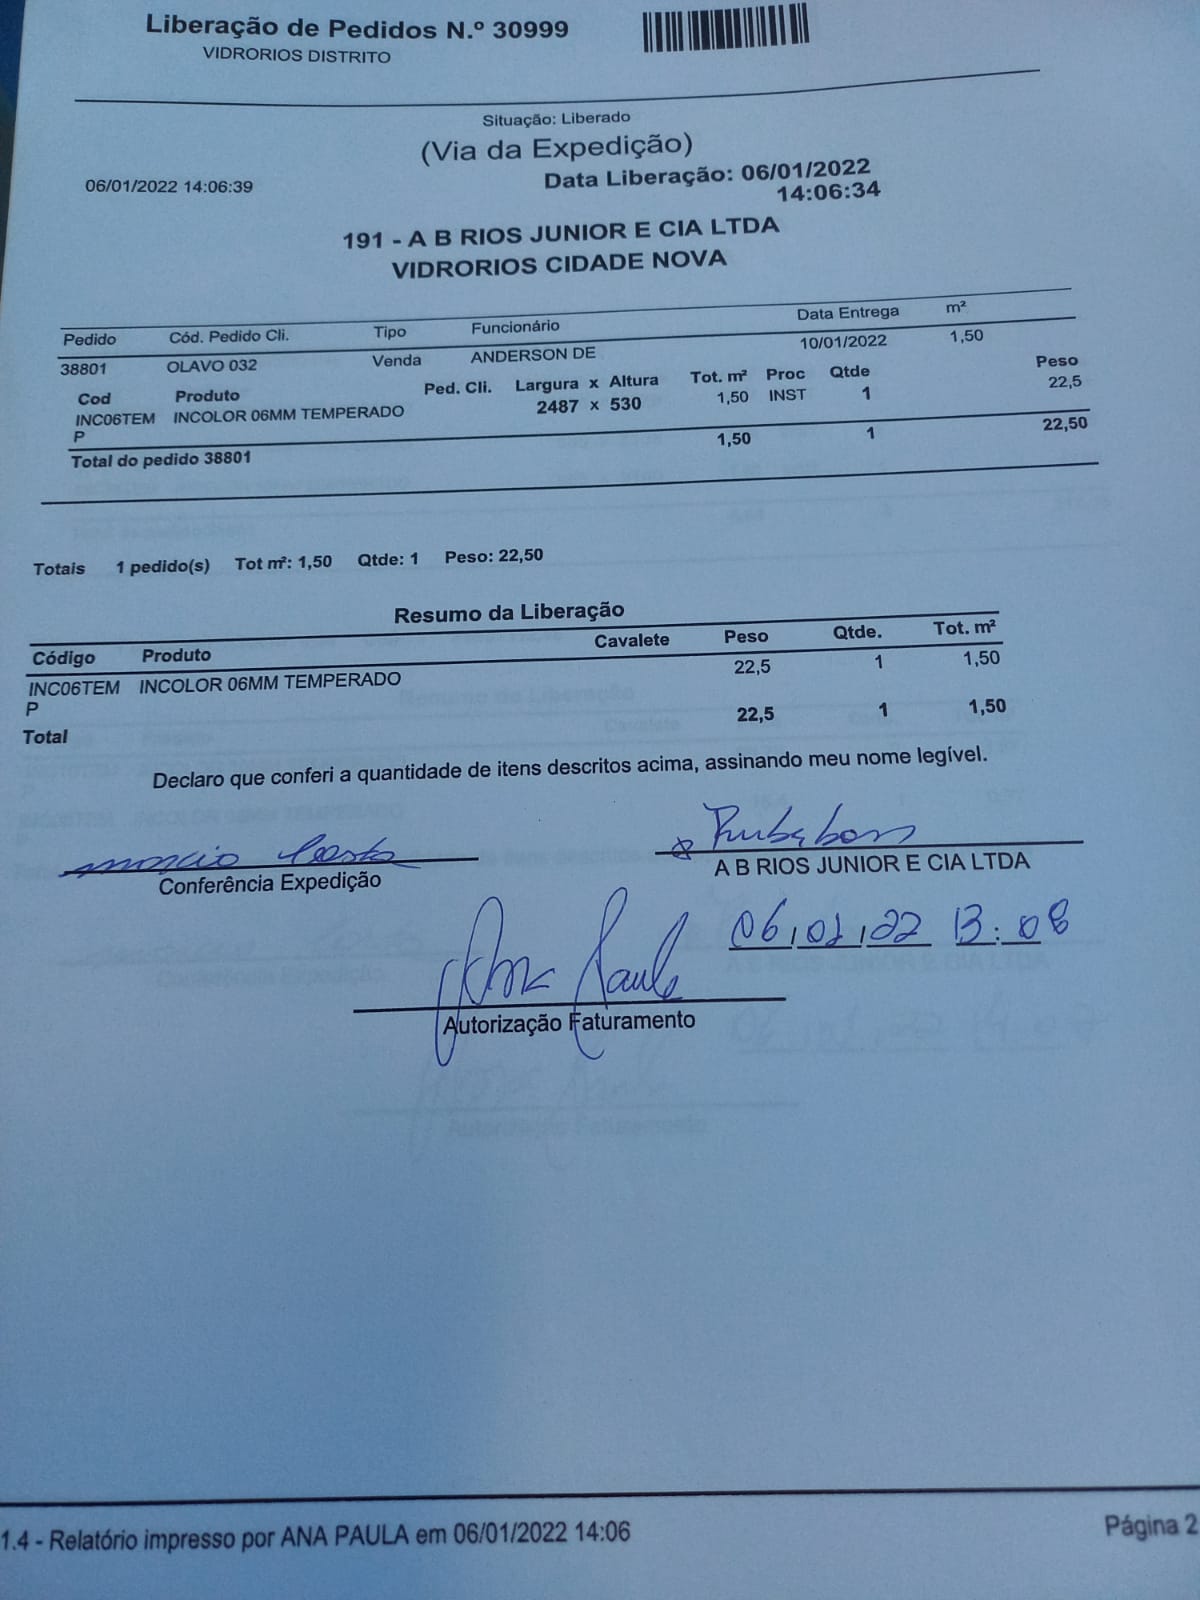 Liberação de Pedidos N.º 30999
VIDRORIOS DISTRITO
Situação: Liberado
(Via da Expedição)
06/01/2022 14:06:39
Data Liberação: 06/01/2022
14:06:34
191 - A B RIOS JUNIOR E CIA LTDA
VIDRORIOS CIDADE NOVA
Pedido Cód. Pedido Cli. Tipo Funcionário Data Entrega m²
38801 OLAVO 032 Venda ANDERSON DE 10/01/2022 1,50
Cod Produto Ped. Cli. Largura x Altura Tot. m² Proc Qtde Peso
INC06TEM INCOLOR 06MM TEMPERADO 2487 x 530 1,50 INST 1 22,5
P
Total do pedido 38801 1,50 1 22,50
Totais 1 pedido(s) Tot m²: 1,50 Qtde: 1 Peso: 22,50
Resumo da Liberação
Código Produto Cavalete Peso Qtde. Tot. m²
INC06TEM INCOLOR 06MM TEMPERADO 22,5 1 1,50
P
Total 22,5 1 1,50
Declaro que conferi a quantidade de itens descritos acima, assinando meu nome legível.
marcio Costa
Conferência Expedição
A B RIOS JUNIOR E CIA LTDA
06,01,22 13:08
Ana Paula
Autorização Faturamento
1.4 - Relatório impresso por ANA PAULA em 06/01/2022 14:06
Página 2